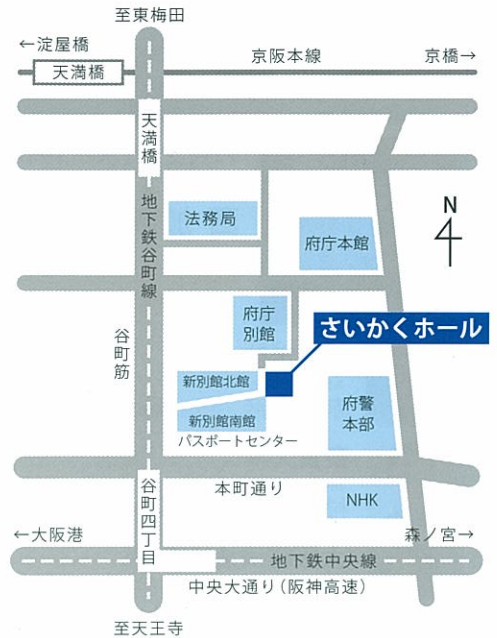 至東梅田
←淀屋橋
京阪本線
京橋→
天満橋
天満橋
地下鉄谷町線
法務局
府庁本館
N
谷町筋
府庁
別館
さいかくホール
新別館北館
新別館南館
パスポートセンター
府警
本部
本町通り
谷町四丁目
NHK
←大阪港
森ノ宮→
地下鉄中央線
中央大通り(阪神高速)
至天王寺